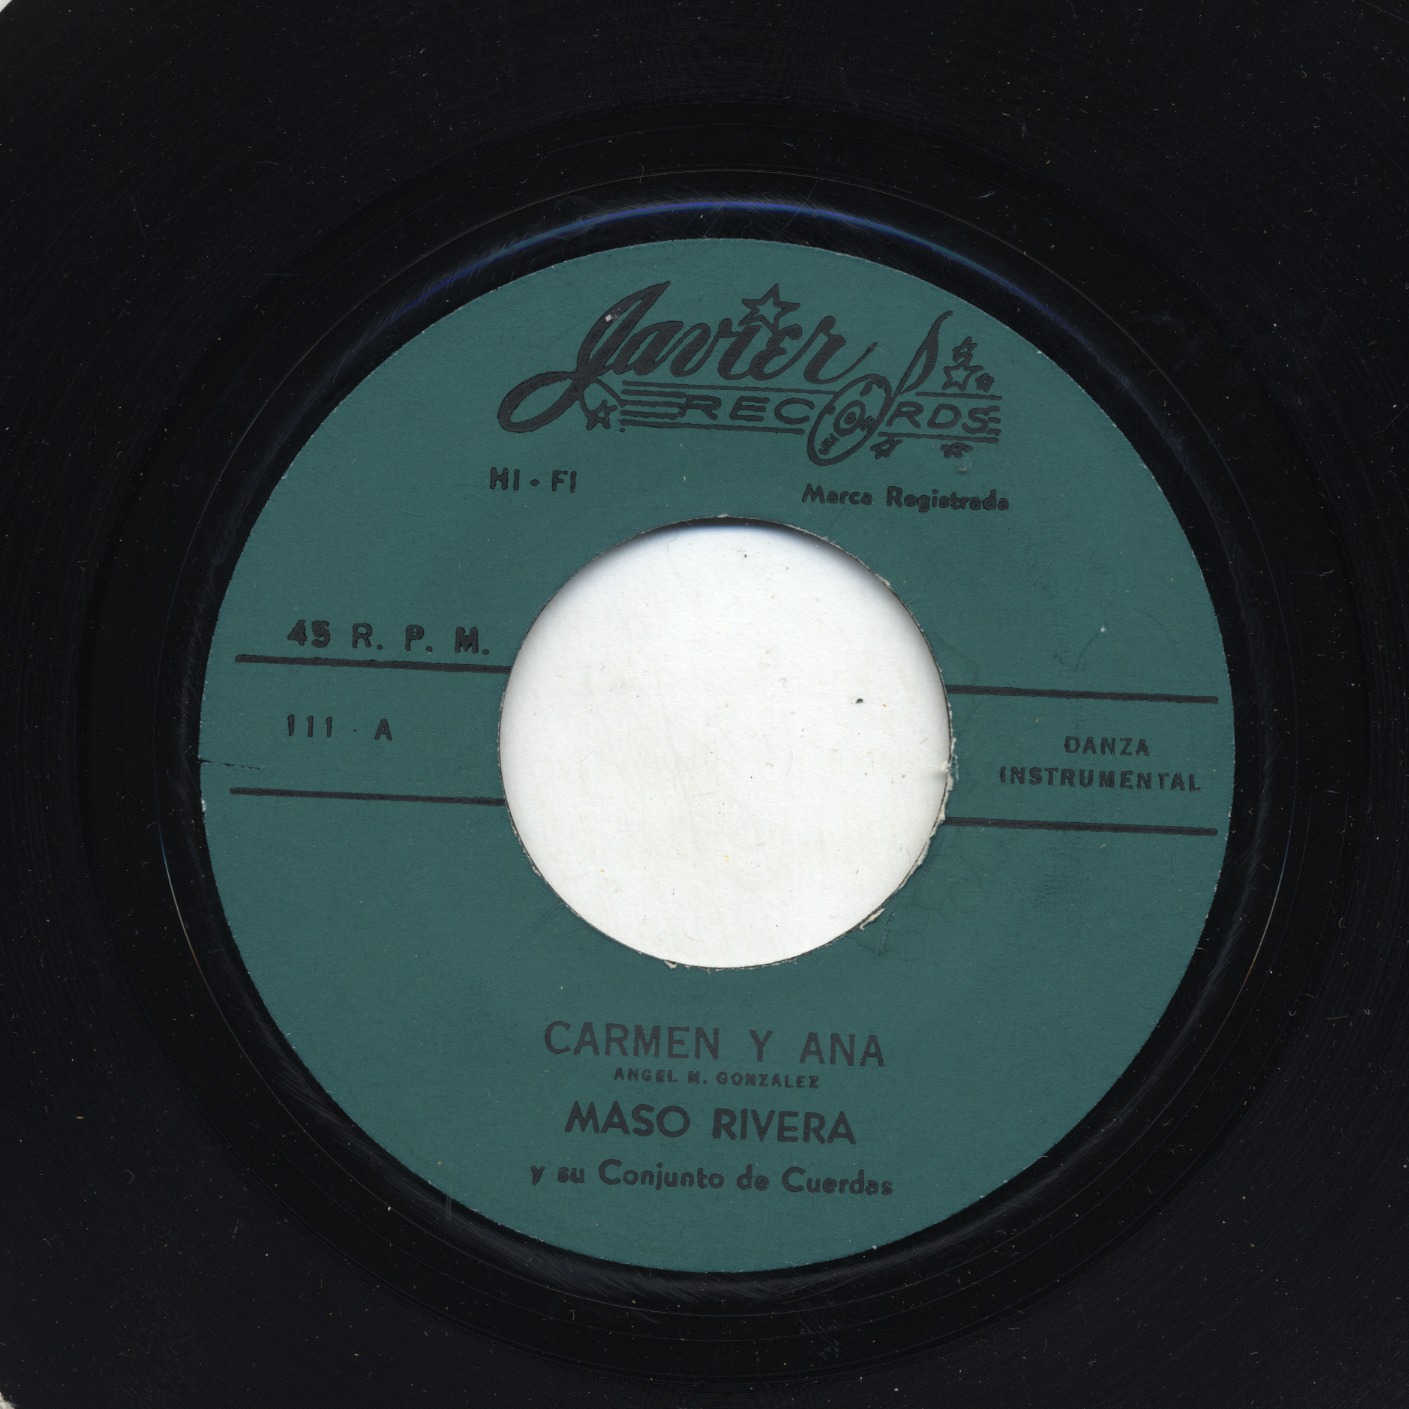 Javier
RECORDS
HI - FI
Marca Registrada
45 R. P. M.
111 - A
DANZA
INSTRUMENTAL
CARMEN Y ANA
ANGEL M. GONZALEZ
MASO RIVERA
y su Conjunto de Cuerdas